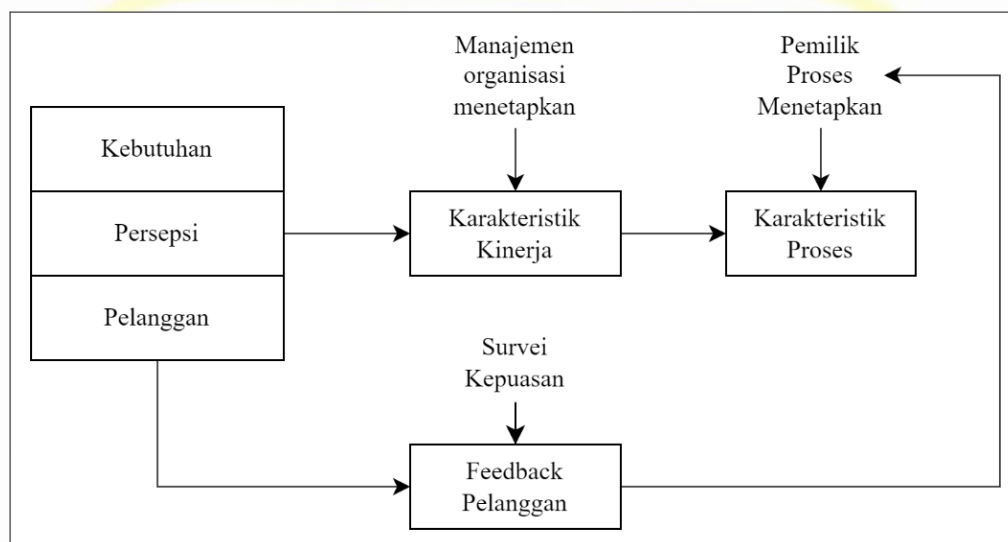 Manajemen
organisasi
menetapkan
Pemilik
Proses
Menetapkan
Kebutuhan
Persepsi
Pelanggan
Karakteristik
Kinerja
Karakteristik
Proses
Survei
Kepuasan
Feedback
Pelanggan